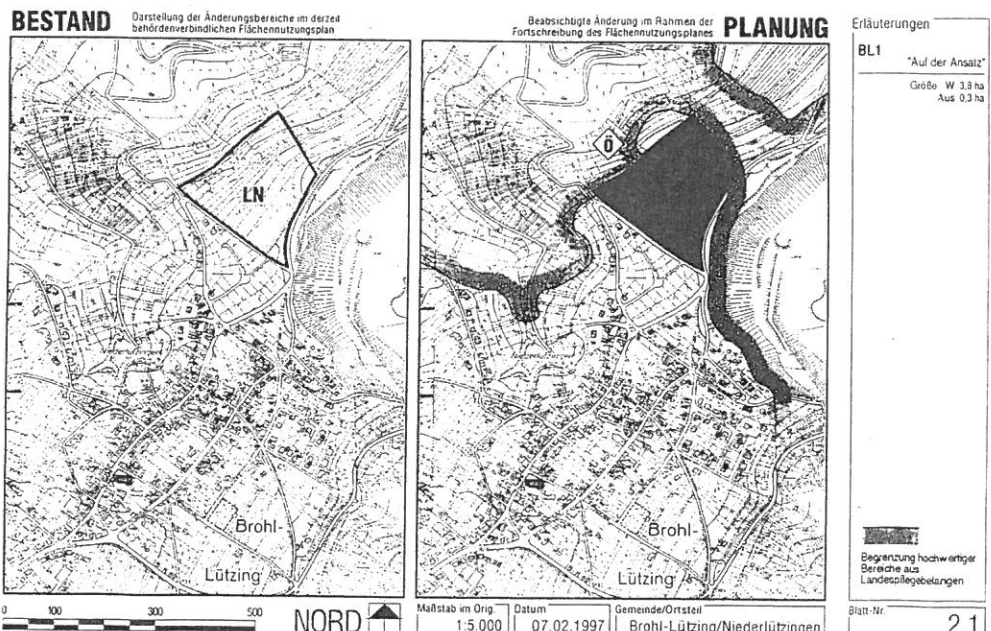 BESTAND
Darstellung der Änderungsbereiche im derzeit
behördenverbindlichen Flächennutzungsplan
LN
Brohl-
Lützing
0 100 300 500
NORD
Beabsichtigte Änderung im Rahmen der
Fortschreibung des Flächennutzungsplanes
PLANUNG
Ö
Brohl-
Lützing
Maßstab im Orig.
1:5.000
Datum
07.02.1997
Gemeinde/Ortsteil
Brohl-Lützing/Niederlützingen
Erläuterungen
BL1
"Auf der Ansatz"
Größe W 3,8 ha
Aus 0,3 ha
Begrenzung hochwertiger
Bereiche aus
Landespflegebelangen
Blatt-Nr.
2.1